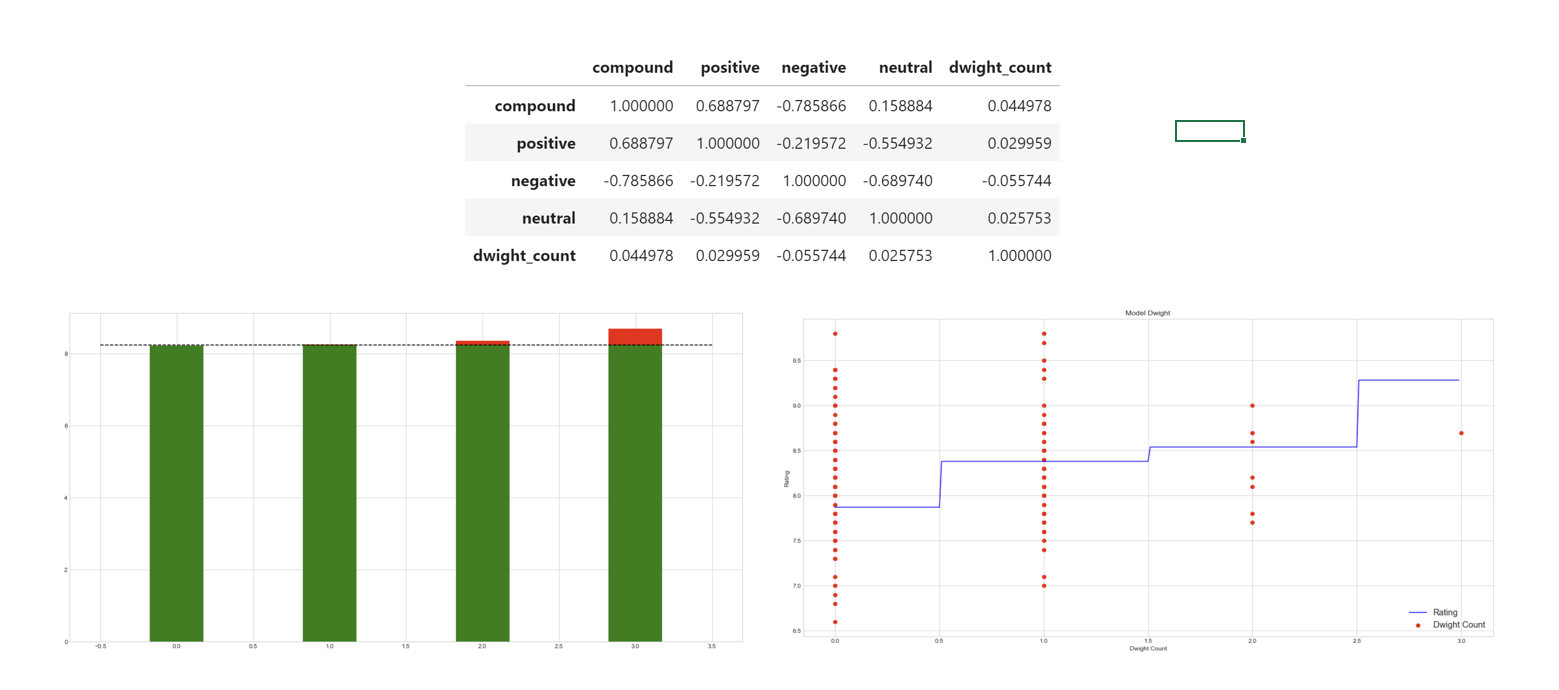 compound positive negative neutral dwight_count
compound 1.000000 0.688797 -0.785866 0.158884 0.044978
positive 0.688797 1.000000 -0.219572 -0.554932 0.029959
negative -0.785866 -0.219572 1.000000 -0.689740 -0.055744
neutral 0.158884 -0.554932 -0.689740 1.000000 0.025753
dwight_count 0.044978 0.029959 -0.055744 0.025753 1.000000
8
6
4
2
0
−0.5 0.0 0.5 1.0 1.5 2.0 2.5 3.0 3.5
Model Dwight
Rating
9.5
9.0
8.5
8.0
7.5
7.0
6.5
Rating
Dwight Count
0.0 0.5 1.0 1.5 2.0 2.5 3.0
Dwight Count